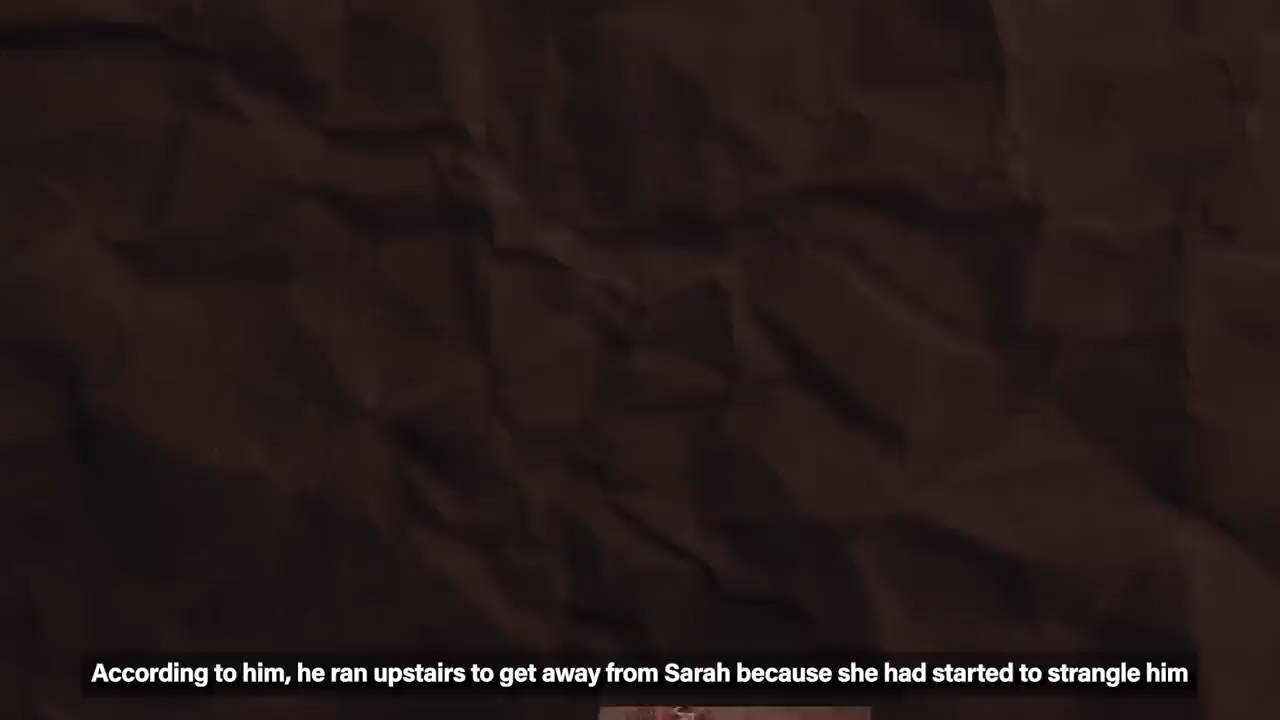 According to him, he ran upstairs to get away from Sarah because she had started to strangle him